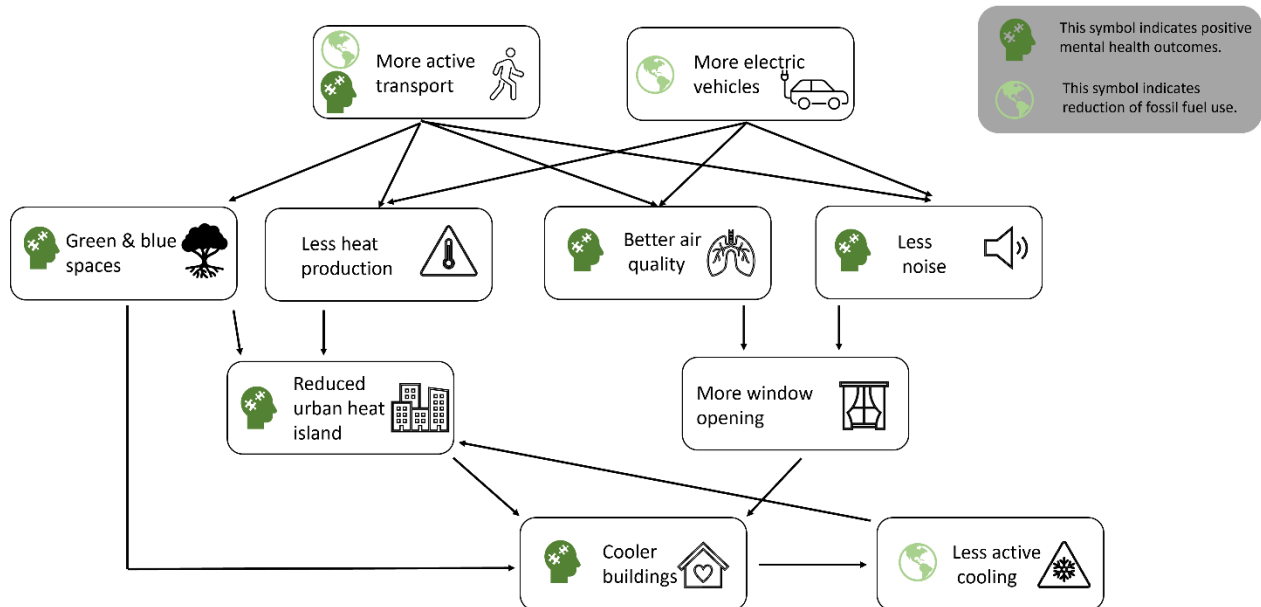 More active
transport
More electric
vehicles
This symbol indicates positive
mental health outcomes.
This symbol indicates
reduction of fossil fuel use.
Green & blue
spaces
Less heat
production
Better air
quality
Less
noise
Reduced
urban heat
island
More window
opening
Cooler
buildings
Less active
cooling